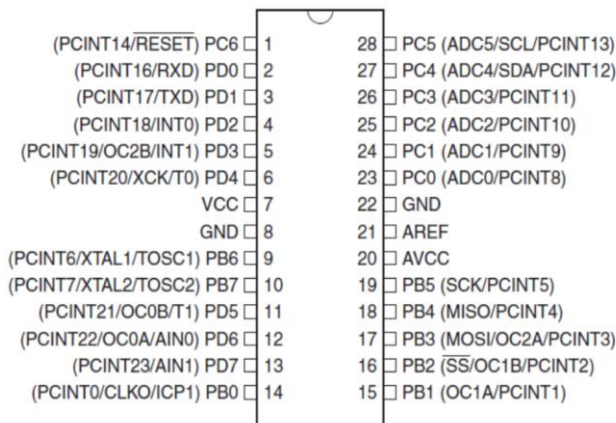 (PCINT14/RESET) PC6 1 28 PC5 (ADC5/SCL/PCINT13)
(PCINT16/RXD) PD0 2 27 PC4 (ADC4/SDA/PCINT12)
(PCINT17/TXD) PD1 3 26 PC3 (ADC3/PCINT11)
(PCINT18/INT0) PD2 4 25 PC2 (ADC2/PCINT10)
(PCINT19/OC2B/INT1) PD3 5 24 PC1 (ADC1/PCINT9)
(PCINT20/XCK/T0) PD4 6 23 PC0 (ADC0/PCINT8)
VCC 7 22 GND
GND 8 21 AREF
(PCINT6/XTAL1/TOSC1) PB6 9 20 AVCC
(PCINT7/XTAL2/TOSC2) PB7 10 19 PB5 (SCK/PCINT5)
(PCINT21/OC0B/T1) PD5 11 18 PB4 (MISO/PCINT4)
(PCINT22/OC0A/AIN0) PD6 12 17 PB3 (MOSI/OC2A/PCINT3)
(PCINT23/AIN1) PD7 13 16 PB2 (SS/OC1B/PCINT2)
(PCINT0/CLKO/ICP1) PB0 14 15 PB1 (OC1A/PCINT1)